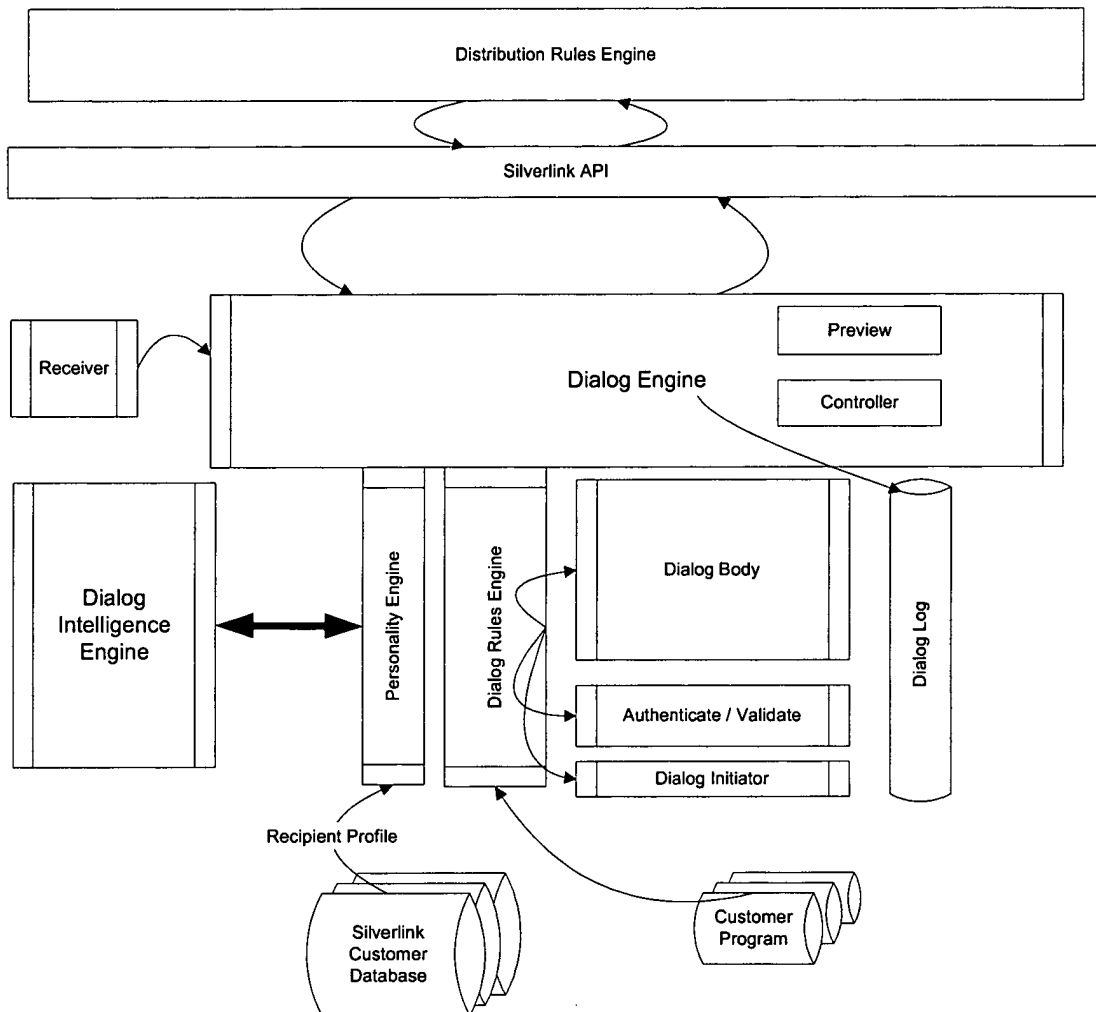 Distribution Rules Engine
Silverlink API
Preview
Receiver
Dialog Engine
Controller
Dialog
Intelligence
Engine
Personality Engine
Dialog Rules Engine
Dialog Body
Authenticate / Validate
Dialog Initiator
Dialog Log
Recipient Profile
Silverlink
Customer
Database
Customer
Program